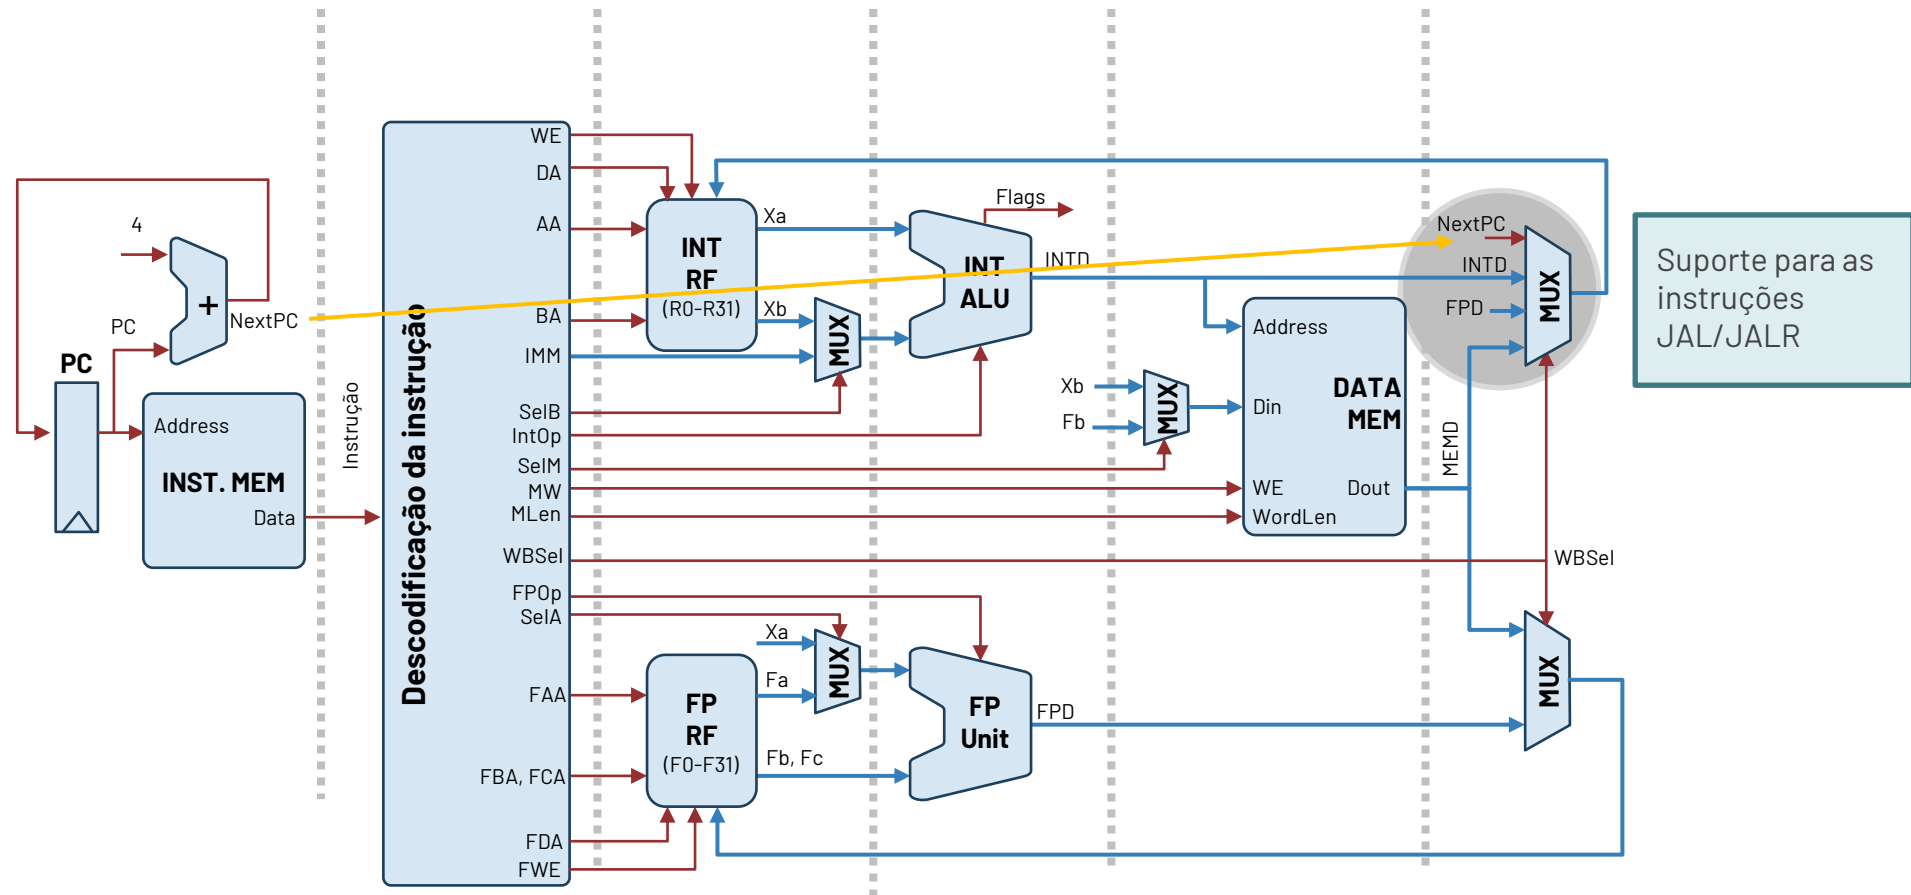 4
PC
NextPC
PC
Address
INST. MEM
Data
Instrução
Descodificação da instrução
WE
DA
AA
BA
IMM
SelB
IntOp
SelM
MW
MLen
WBSel
FPOp
SelA
FAA
FBA, FCA
FDA
FWE
INT
RF
(R0-R31)
Xa
Xb
MUX
Flags
INT
ALU
INTD
Xb
Fb
MUX
Address
Din
DATA
MEM
WE
Dout
WordLen
MEMD
NextPC
INTD
FPD
MUX
WBSel
Xa
Fa
MUX
FP
RF
(F0-F31)
Fb, Fc
FP
Unit
FPD
MUX
Suporte para as
instruções
JAL/JALR